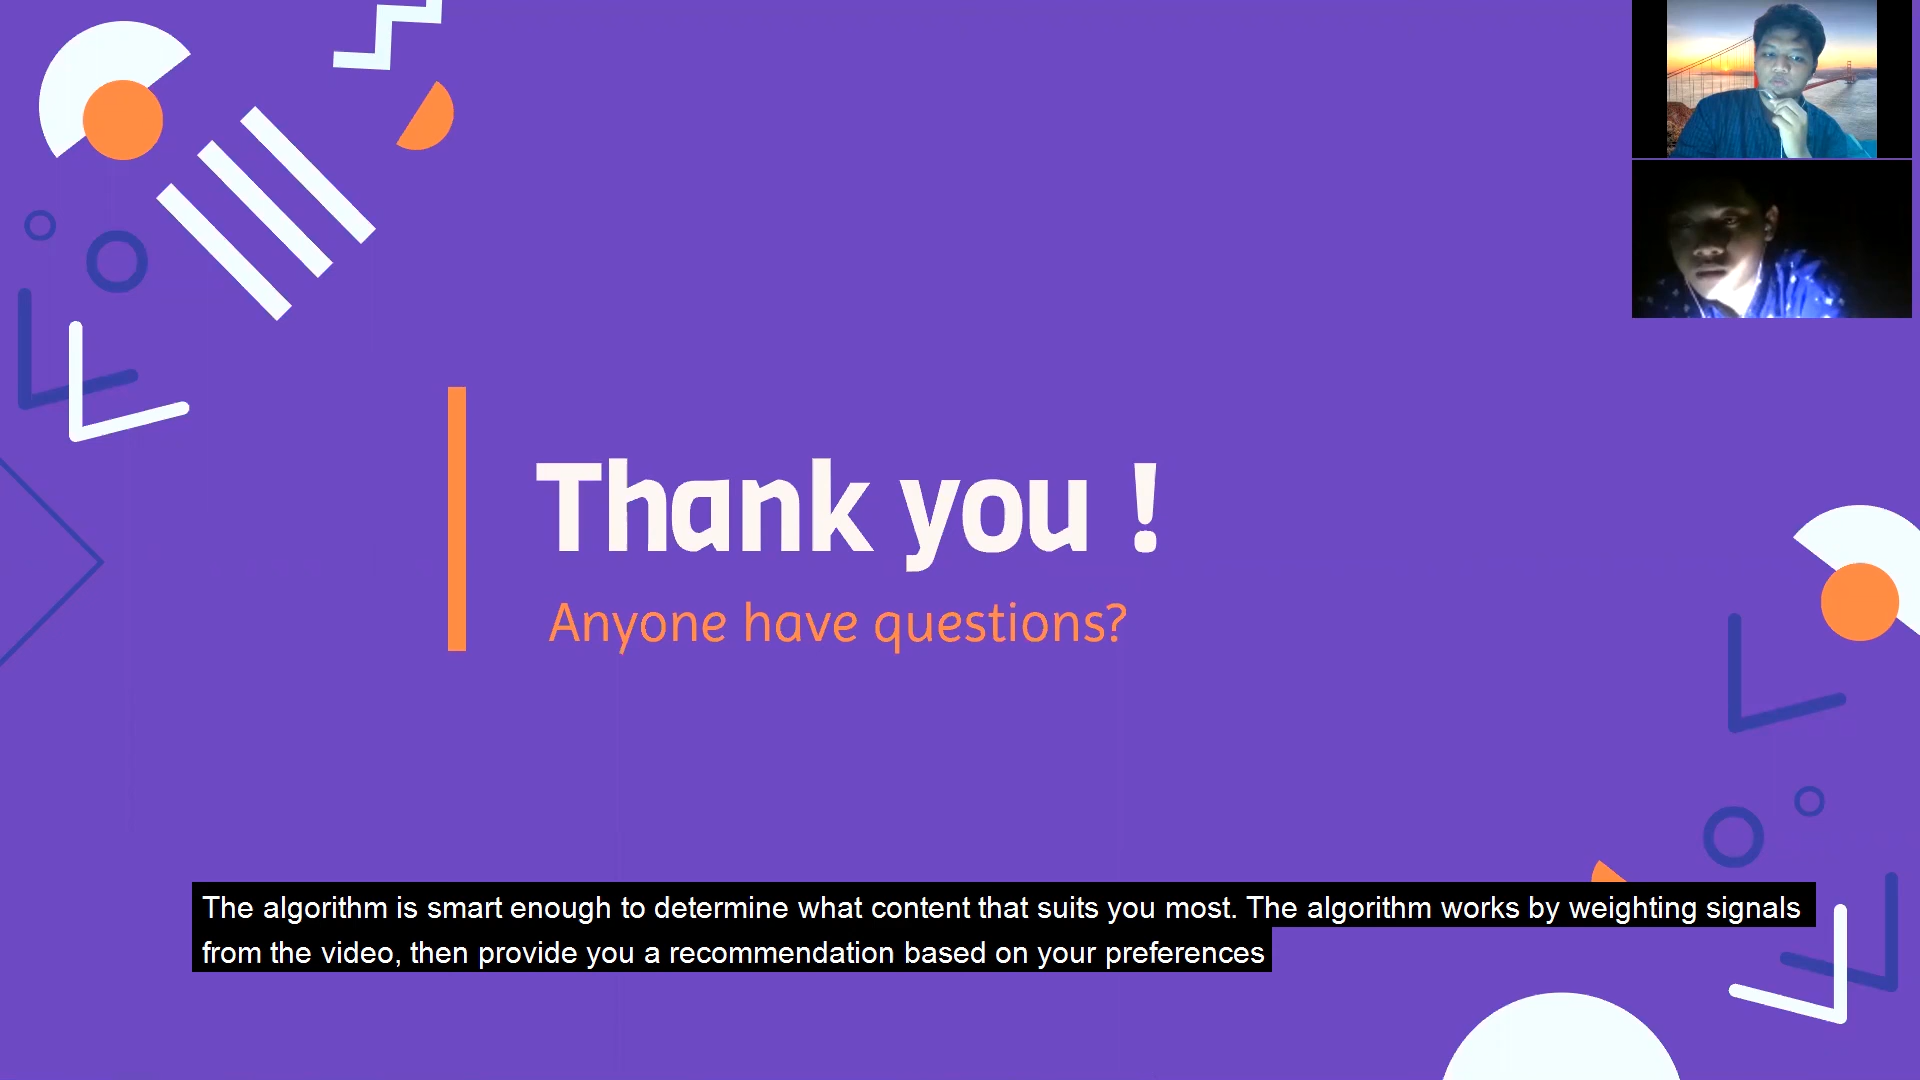 Thank you !
Anyone have questions?
The algorithm is smart enough to determine what content that suits you most. The algorithm works by weighting signals
from the video, then provide you a recommendation based on your preferences